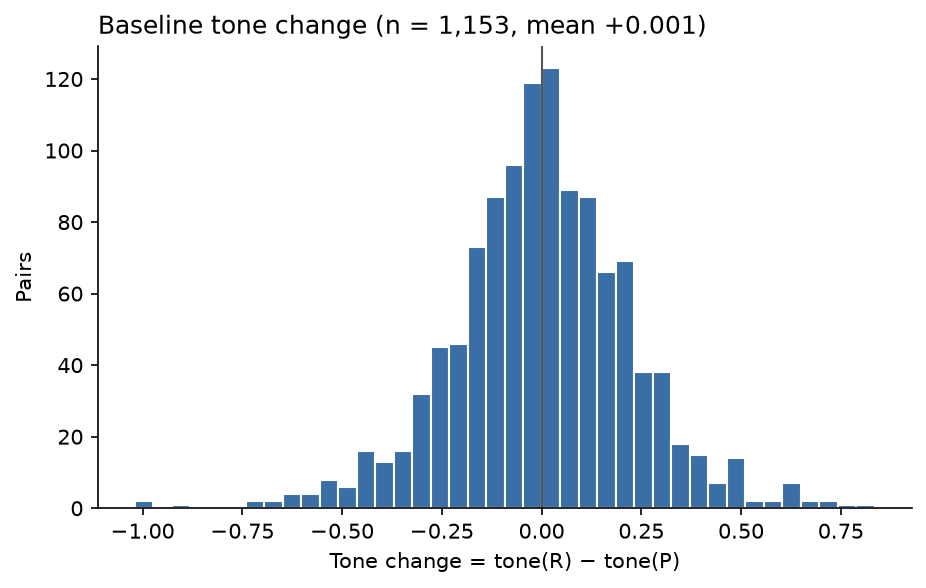 Baseline tone change (n = 1,153, mean +0.001)
Pairs
120
100
80
60
40
20
0
−1.00 −0.75 −0.50 −0.25 0.00 0.25 0.50 0.75
Tone change = tone(R) − tone(P)